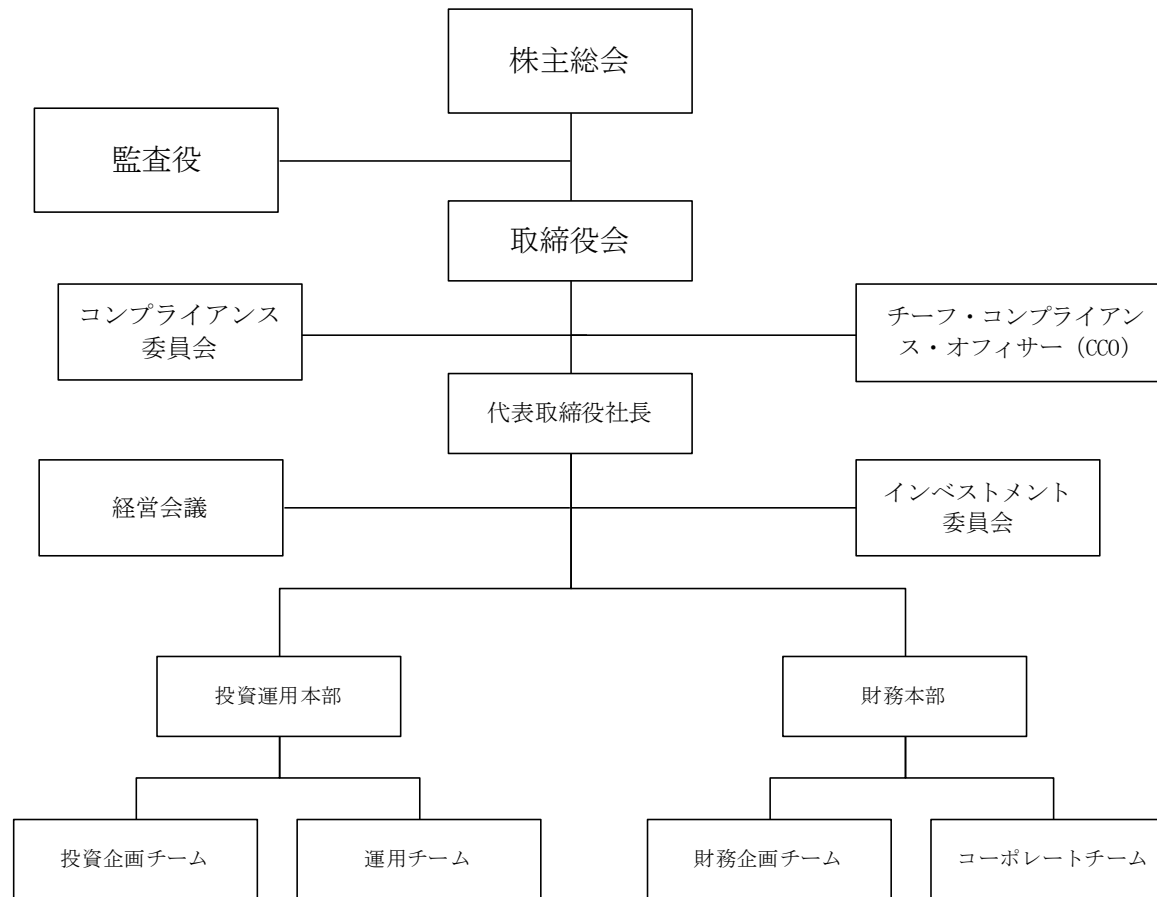 株主総会
監査役
取締役会
コンプライアンス
委員会
チーフ・コンプライアン
ス・オフィサー（CCO）
代表取締役社長
経営会議
インベストメント
委員会
投資運用本部
財務本部
投資企画チーム
運用チーム
財務企画チーム
コーポレートチーム